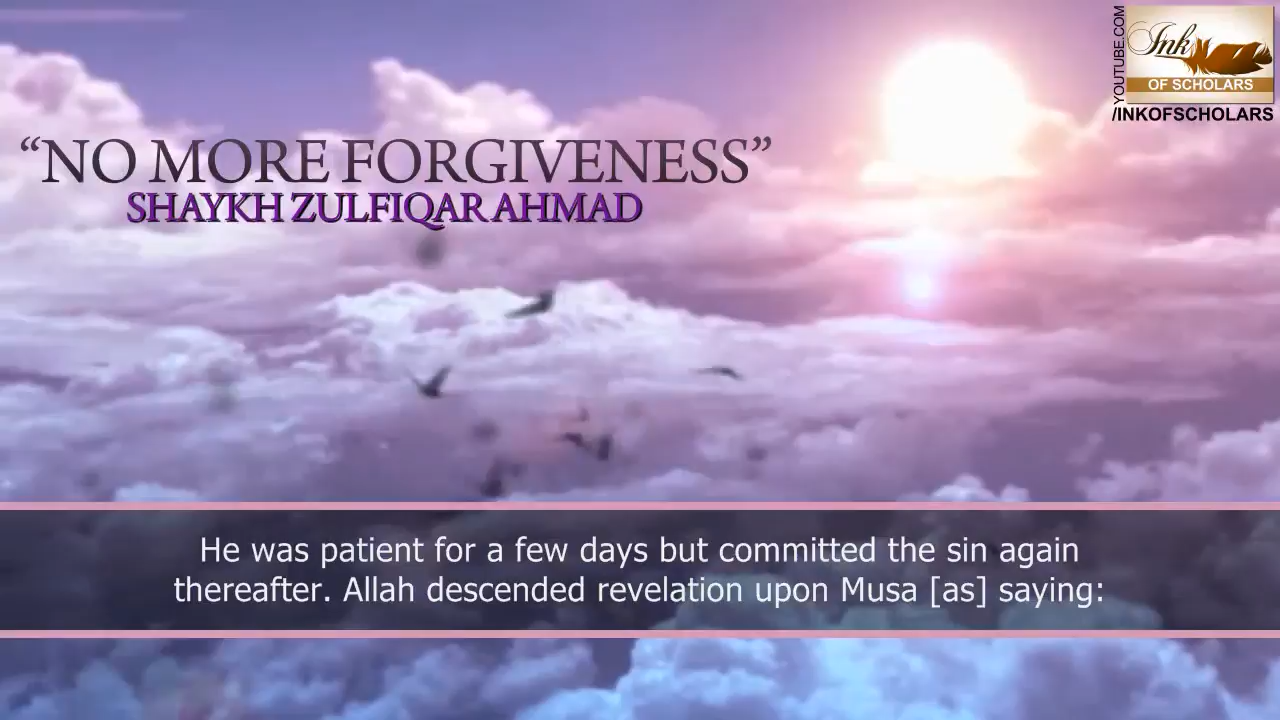 “NO MORE FORGIVENESS”
SHAYKH ZULFIQAR AHMAD
YOUTUBE.COM
Ink
OF SCHOLARS
/INKOFSCHOLARS
He was patient for a few days but committed the sin again
thereafter. Allah descended revelation upon Musa [as] saying: